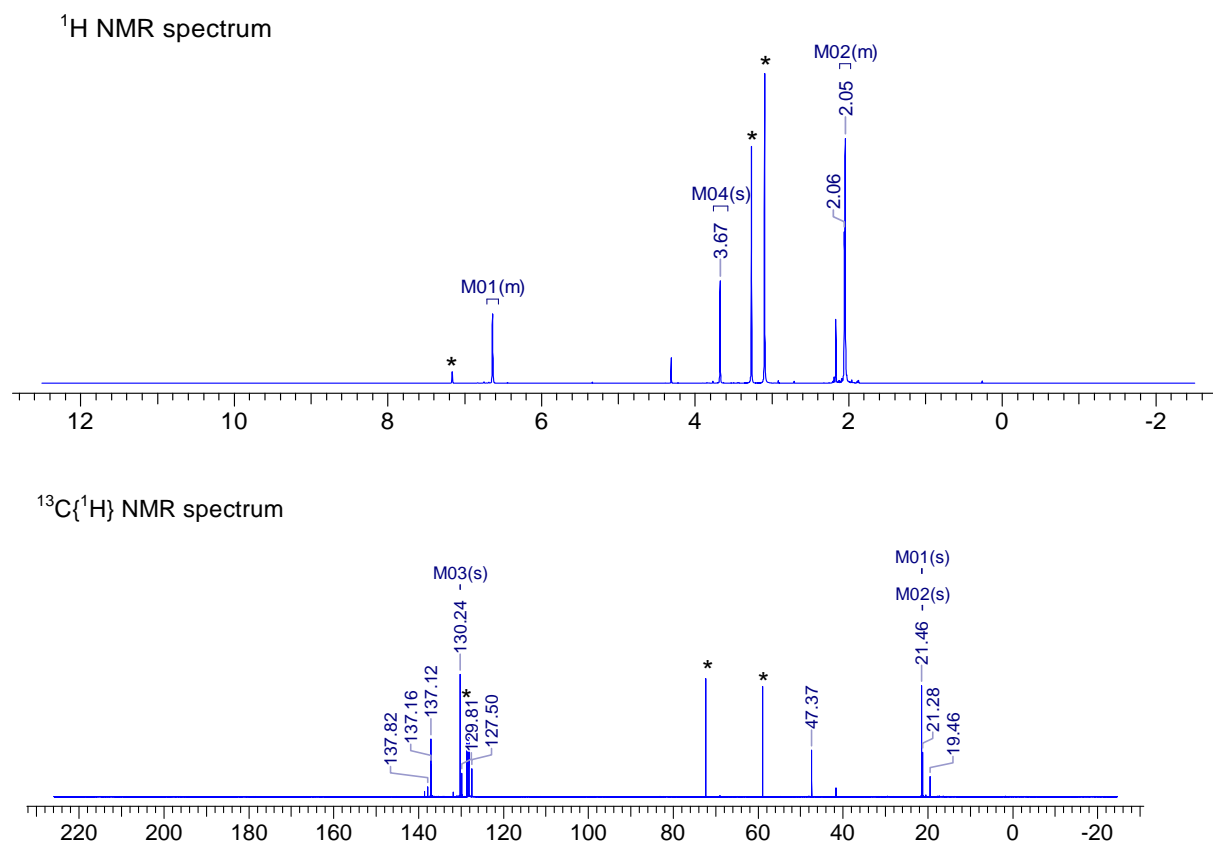 ¹H NMR spectrum
* * * *
M02(m)
2.05
2.06
M04(s)
3.67
M01(m)
12 10 8 6 4 2 0 -2
¹³C{¹H} NMR spectrum
M01(s)
M03(s) M02(s)
137.82 137.16 137.12 130.24 * 129.81 127.50 * * 47.37 21.46 21.28 19.46
220 200 180 160 140 120 100 80 60 40 20 0 -20